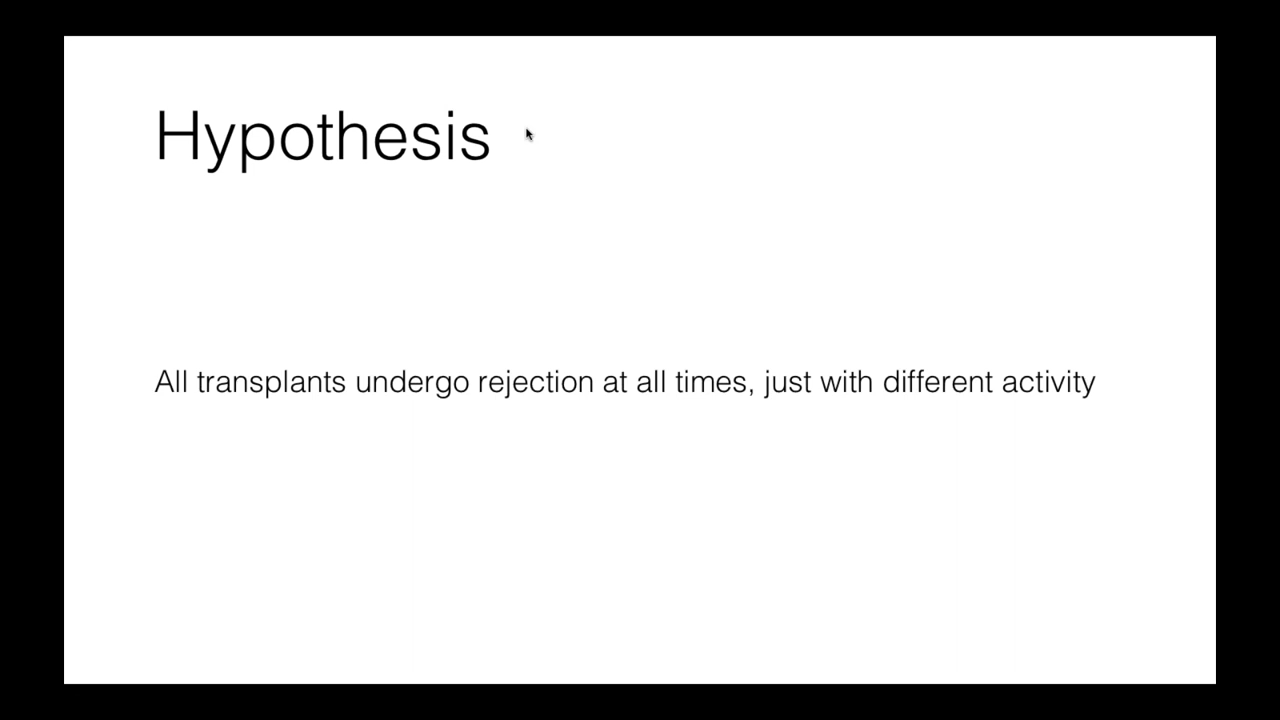 Hypothesis
All transplants undergo rejection at all times, just with different activity